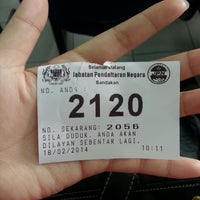 Selamat Datang
Jabatan Pendaftaran Negara
Sandakan
NO. ANDA :
2120
NO. SEKARANG: 2056
SILA DUDUK. ANDA AKAN
DILAYAN SEBENTAR LAGI.
18/02/2014 10:11